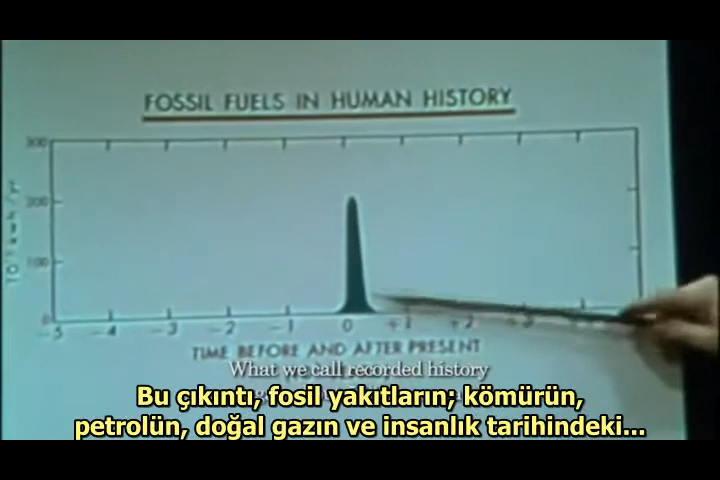 FOSSIL FUELS IN HUMAN HISTORY
300
200
100
0
-5 -4 -3 -2 -1 0 +1 +2 +3
TIME BEFORE AND AFTER PRESENT
What we call recorded history
Bu çıkıntı, fosil yakıtların; kömürün,
petrolün, doğal gazın ve insanlık tarihindeki...